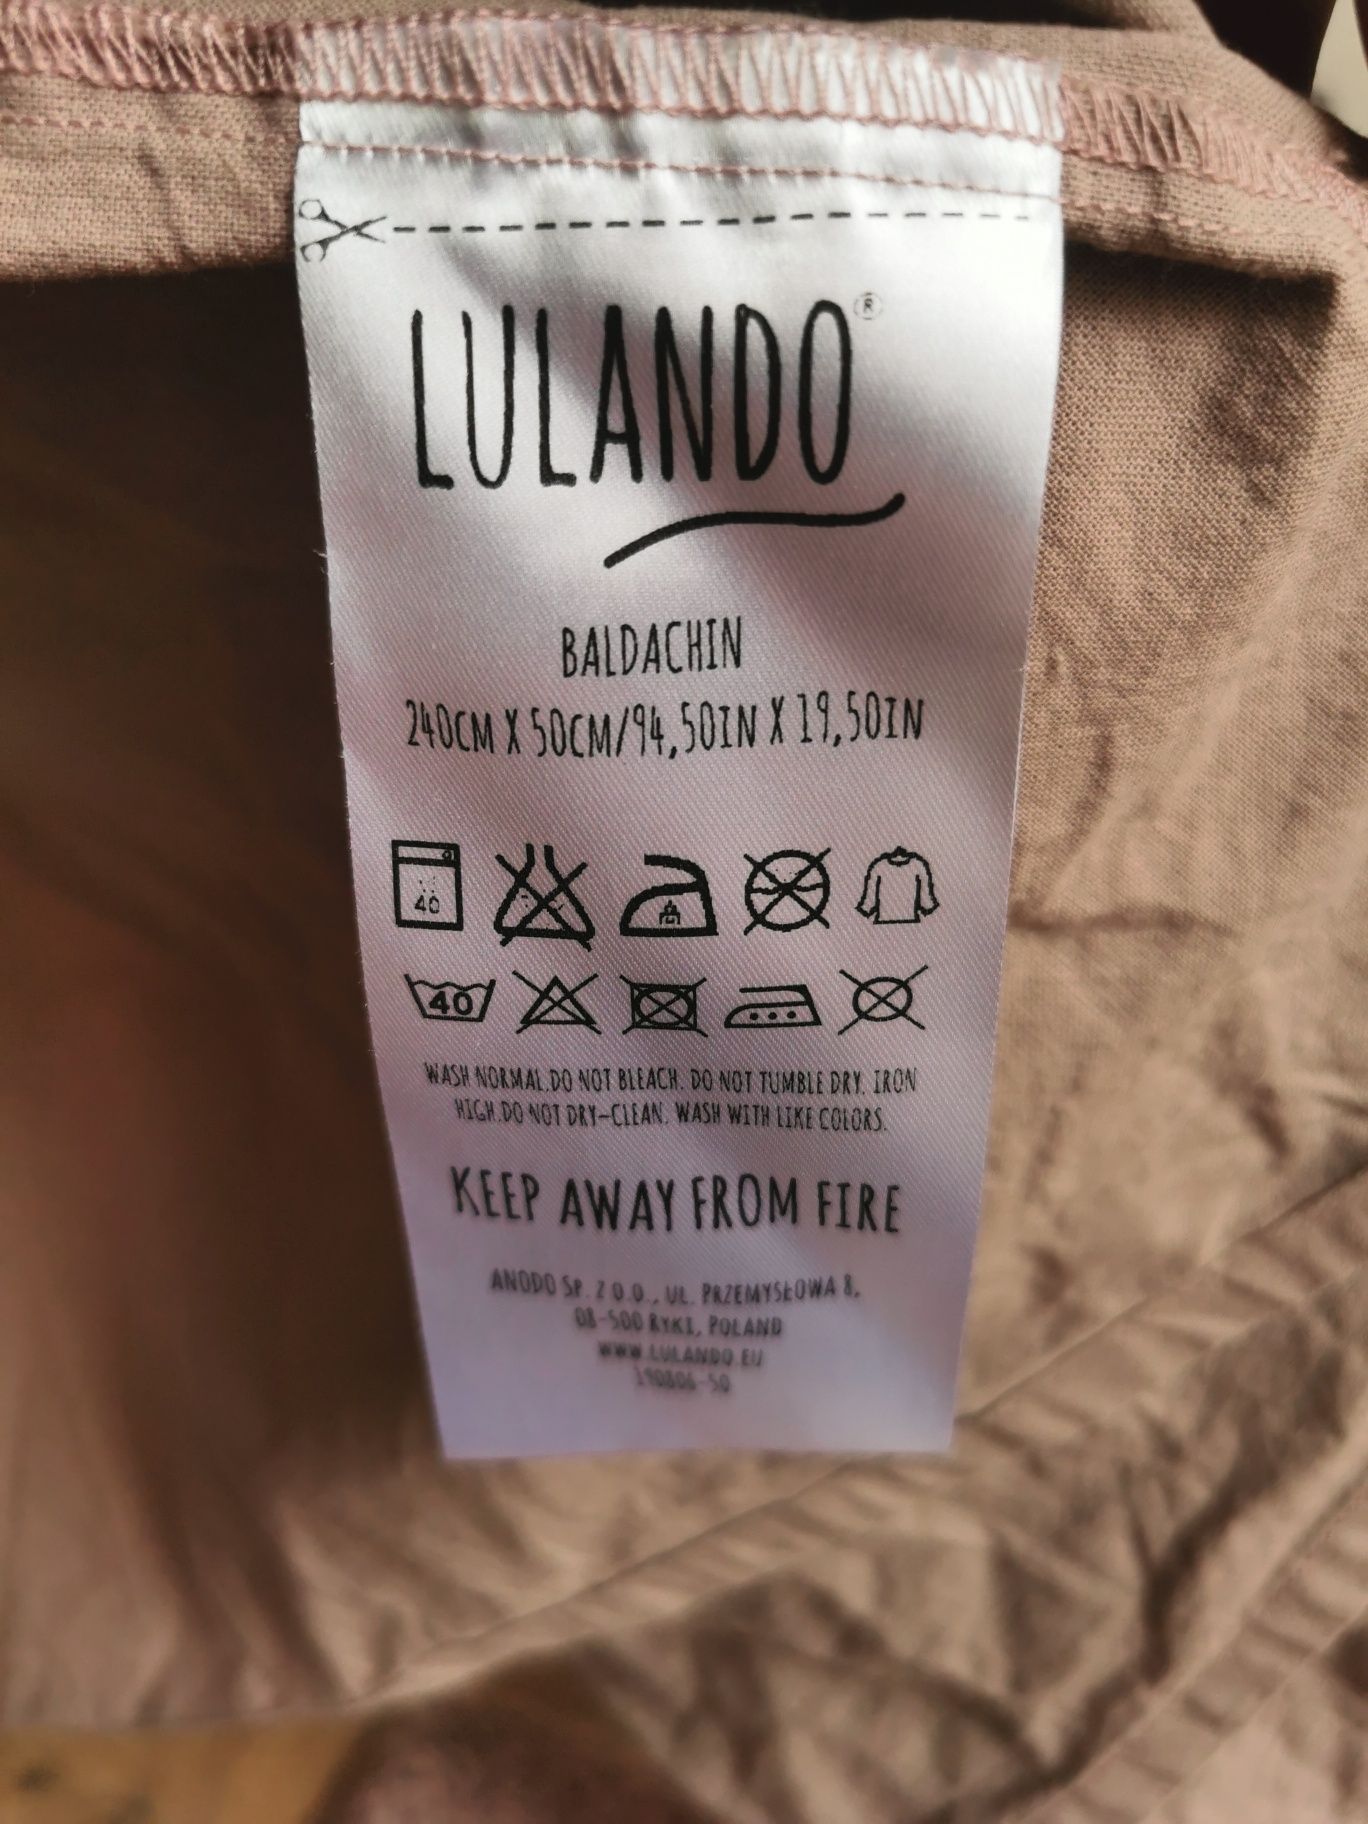 LULANDO®
BALDACHIN
240CM X 50CM/94,50IN X 19,50IN
40
40
WASH NORMAL.DO NOT BLEACH. DO NOT TUMBLE DRY. IRON
HIGH.DO NOT DRY-CLEAN. WASH WITH LIKE COLORS.
KEEP AWAY FROM FIRE
ANODO SP. Z O.O., UL. PRZEMYSŁOWA 8,
08-500 RYKI, POLAND
WWW.LULANDO.EU
190806-50